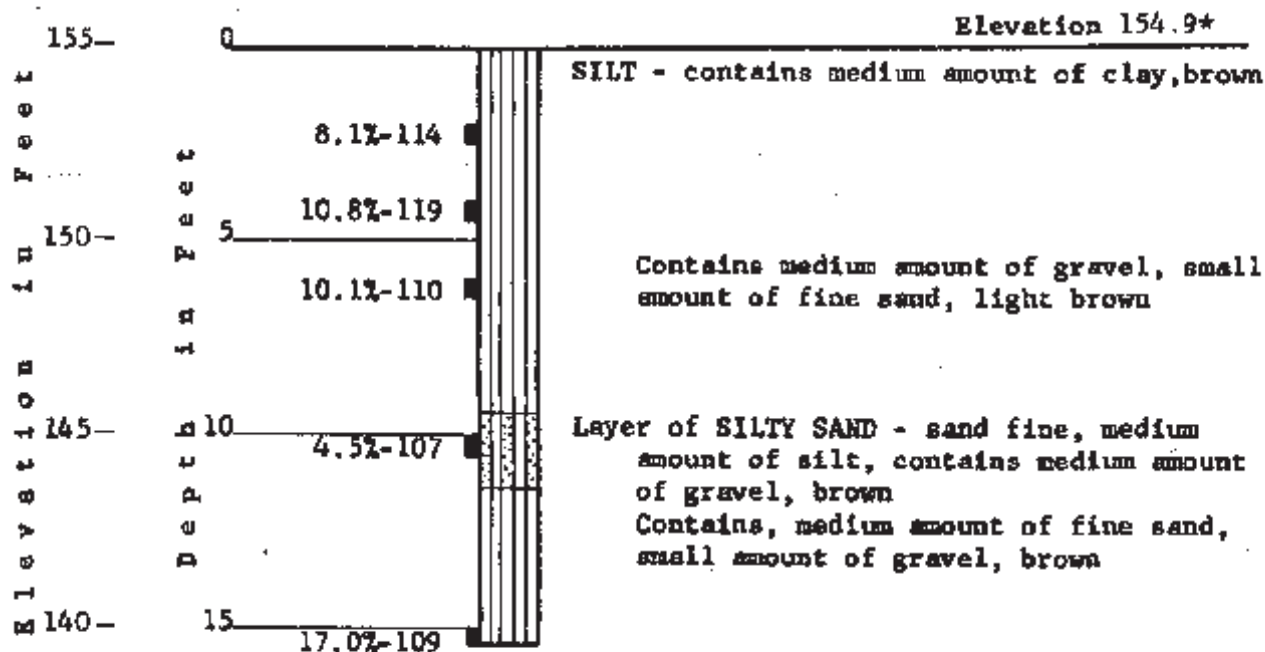 Elevation 154.9*
155
0
SILT - contains medium amount of clay,brown
8.1%-114
10.8%-119
150
5
Contains medium amount of gravel, small
amount of fine sand, light brown
10.1%-110
145
10
Layer of SILTY SAND - sand fine, medium
amount of silt, contains medium amount
of gravel, brown
4.5%-107
Contains, medium amount of fine sand,
small amount of gravel, brown
140
15
17.0%-109
Elevation in Feet
Depth in Feet